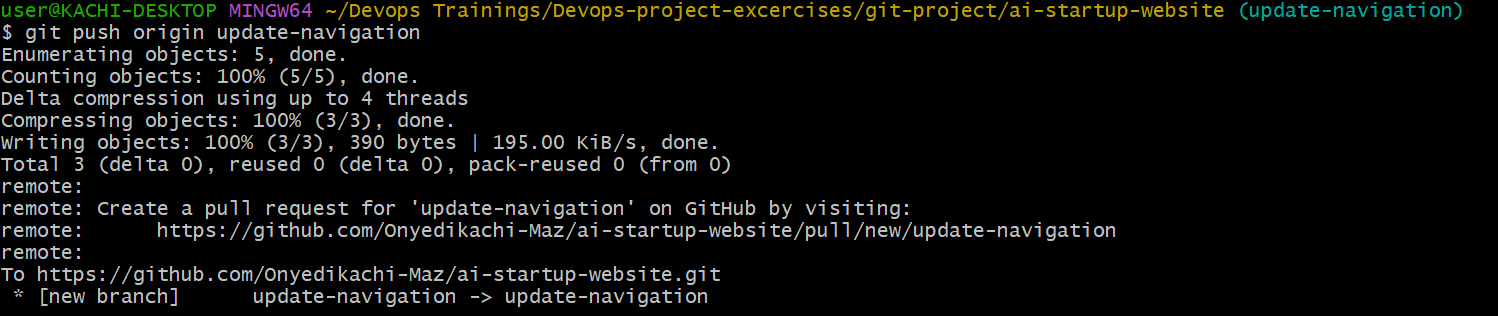 user@KACHI-DESKTOP MINGW64 ~/Devops Trainings/Devops-project-excercises/git-project/ai-startup-website (update-navigation)
$ git push origin update-navigation
Enumerating objects: 5, done.
Counting objects: 100% (5/5), done.
Delta compression using up to 4 threads
Compressing objects: 100% (3/3), done.
Writing objects: 100% (3/3), 390 bytes | 195.00 KiB/s, done.
Total 3 (delta 0), reused 0 (delta 0), pack-reused 0 (from 0)
remote:
remote: Create a pull request for 'update-navigation' on GitHub by visiting:
remote:      https://github.com/Onyedikachi-Maz/ai-startup-website/pull/new/update-navigation
remote:
To https://github.com/Onyedikachi-Maz/ai-startup-website.git
 * [new branch]      update-navigation -> update-navigation